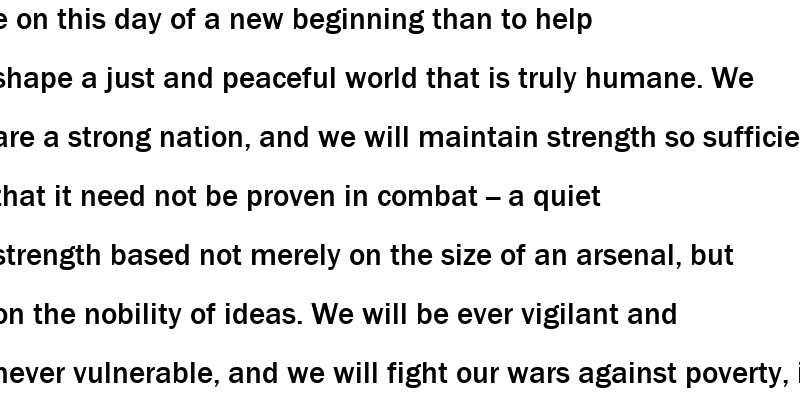 on this day of a new beginning than to help
shape a just and peaceful world that is truly humane. We
are a strong nation, and we will maintain strength so
that it need not be proven in combat – a quiet
strength based not merely on the size of an arsenal, but
on the nobility of ideas. We will be ever vigilant and
never vulnerable, and we will fight our wars against poverty,